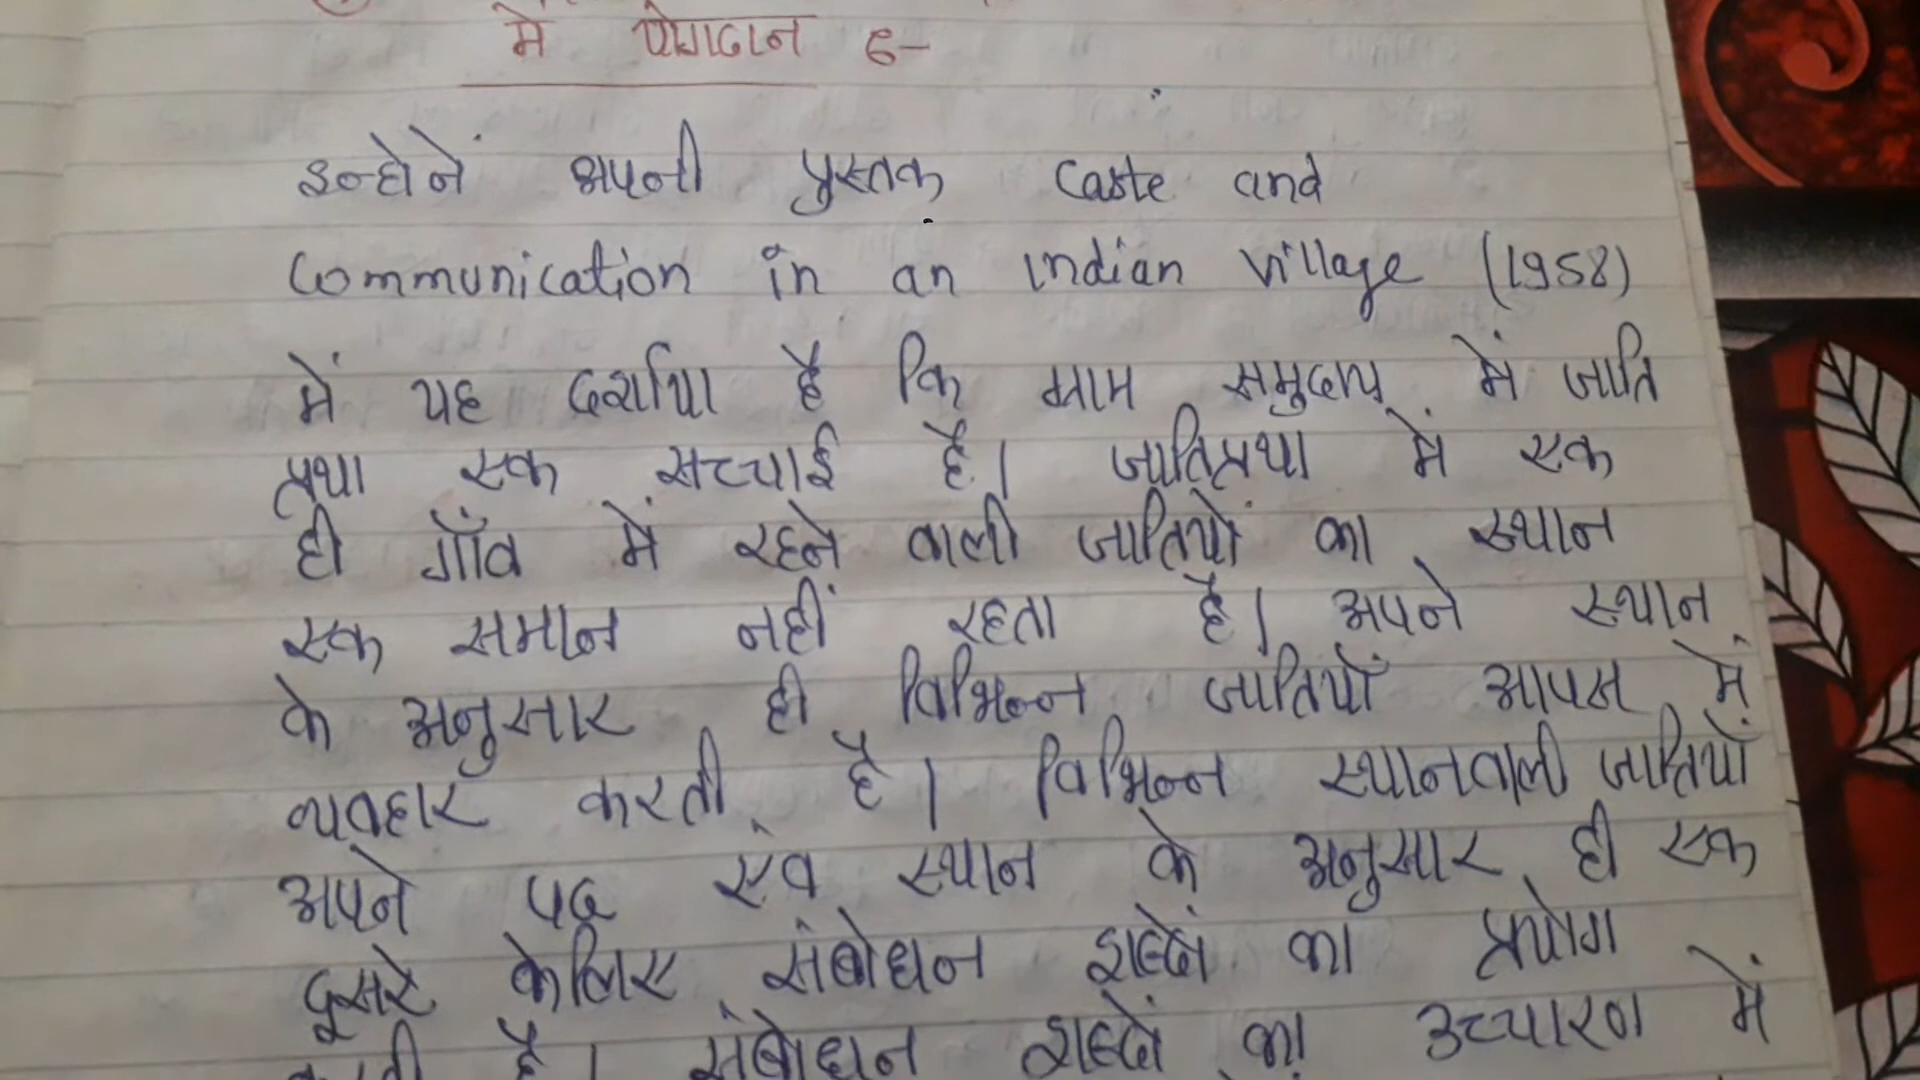 में योगदान :-
इन्होनें अपनी पुस्तक Caste and
Communication in an indian Village (1958)
में यह दर्शाया है कि ग्राम समुदाय में जाति
प्रथा एक सच्चाई है। जातिप्रथा में एक
ही गाँव में रहने वाली जातियों का स्थान
एक समान नहीं रहता है। अपने स्थान
के अनुसार ही विभिन्न जातियाँ आपस में
व्यवहार करती है। विभिन्न स्थानवाली जातियाँ
अपने पद एंव स्थान के अनुसार ही एक
दूसरे केलिए संबोधन शब्दों का प्रयोग
करती है। संबोधन शब्दों का उच्चारण में